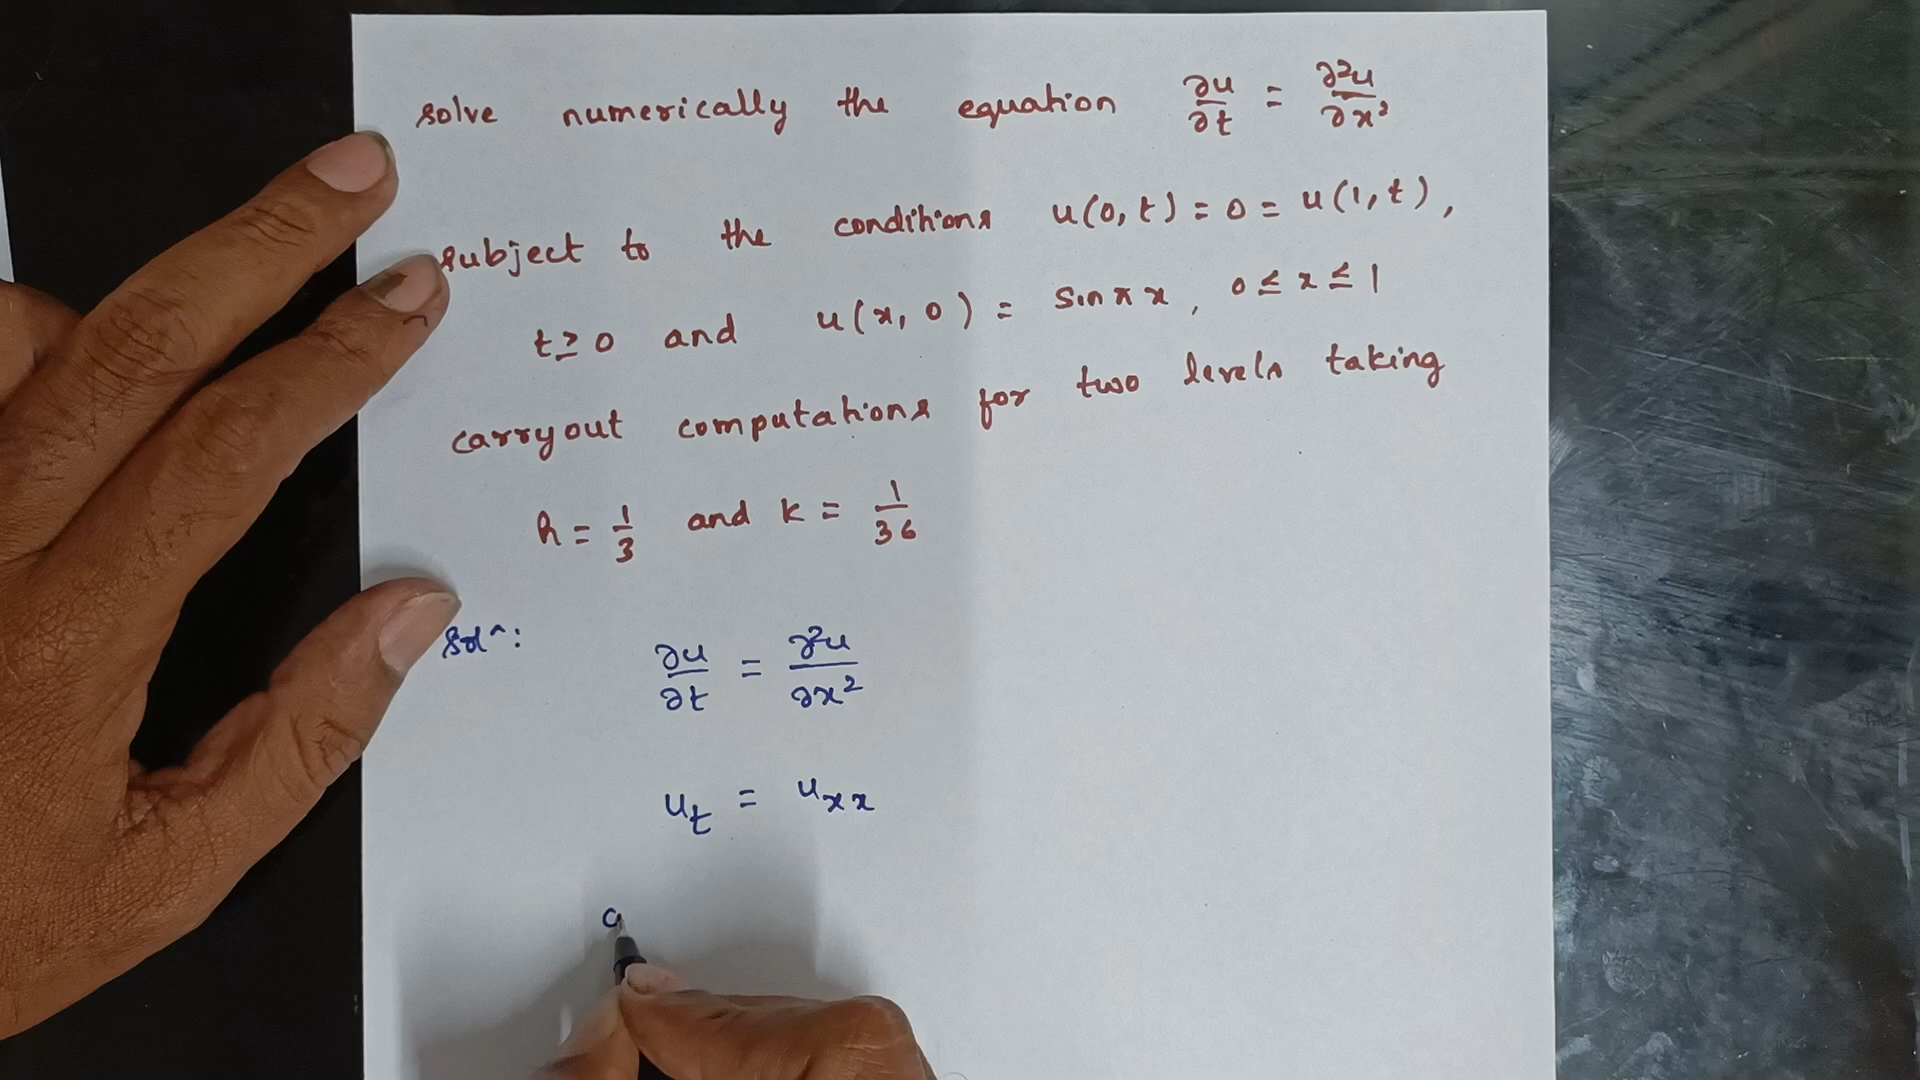 solve numerically the equation ∂u/∂t = ∂²u/∂x²
subject to the conditions u(0,t) = 0 = u(1,t),
t ≥ 0 and u(x,0) = sin πx, 0 ≤ x ≤ 1
carryout computations for two levels taking
h = 1/3 and k = 1/36
Solⁿ: ∂u/∂t = ∂²u/∂x²
u_t = u_xx